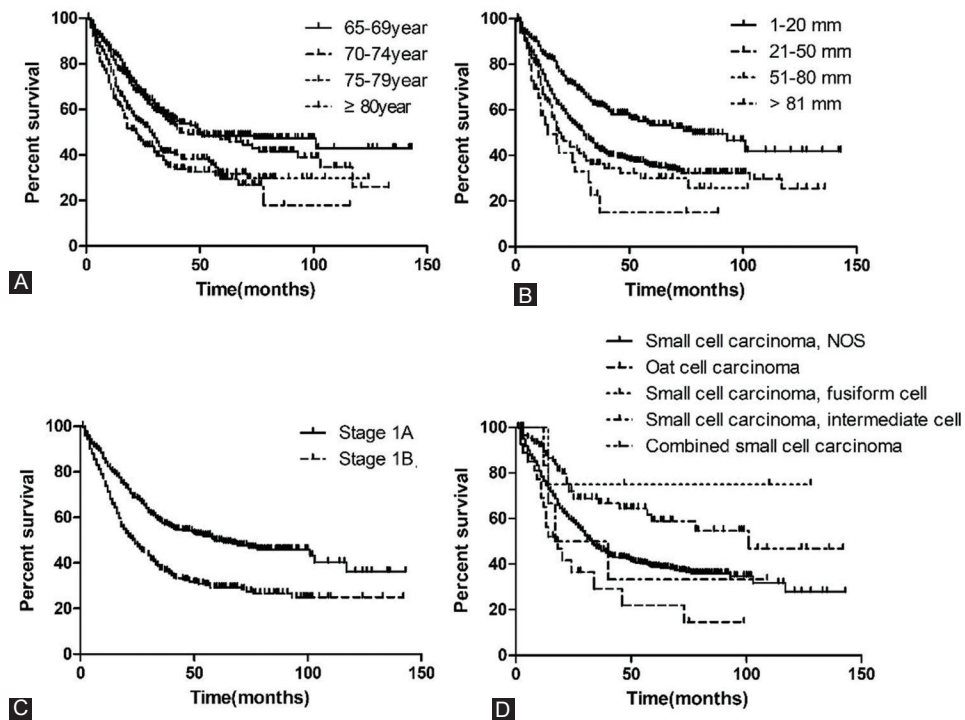 65-69year
70-74year
75-79year
≥ 80year
Percent survival
100
80
60
40
20
0
0 50 100 150
Time(months)
A
1-20 mm
21-50 mm
51-80 mm
> 81 mm
Percent survival
100
80
60
40
20
0
0 50 100 150
Time(months)
B
Stage 1A
Stage 1B.
Percent survival
100
80
60
40
20
0
0 50 100 150
Time(months)
C
Small cell carcinoma, NOS
Oat cell carcinoma
Small cell carcinoma, fusiform cell
Small cell carcinoma, intermediate cell
Combined small cell carcinoma
Percent survival
100
80
60
40
20
0
0 50 100 150
Time(months)
D